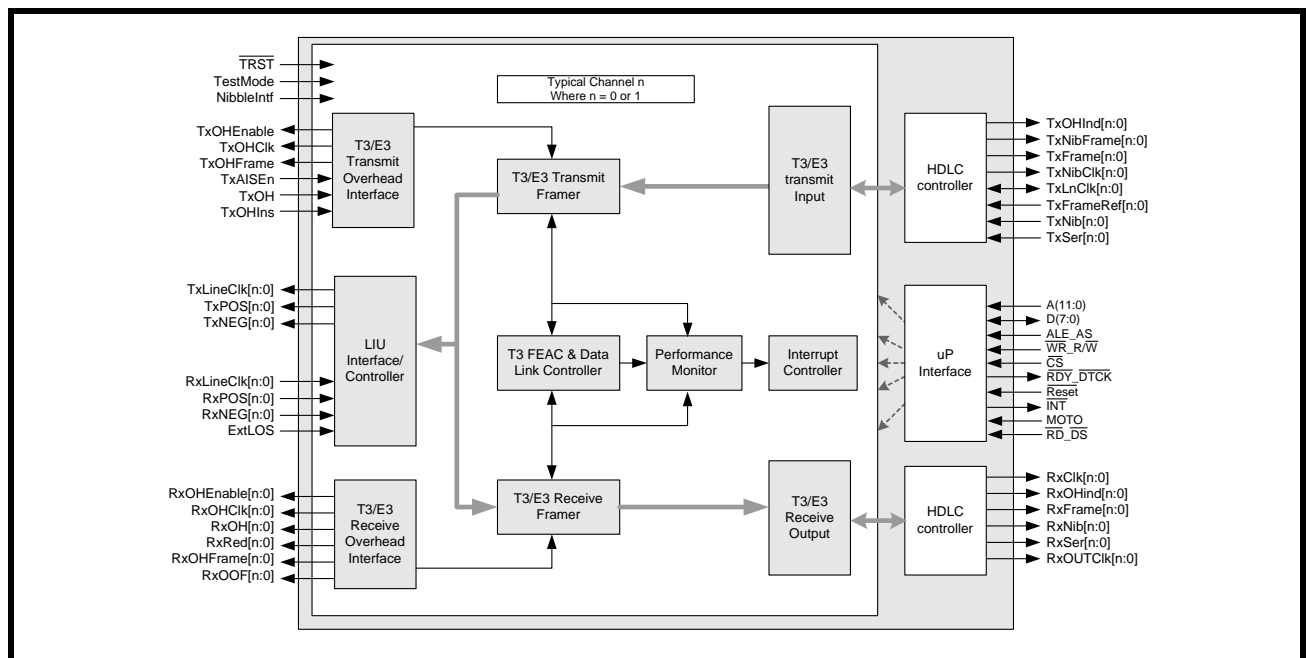 TRST
TestMode
NibbleIntf
Typical Channel n
Where n = 0 or 1
TxOHEnable
TxOHClk
TxOHFrame
TxAISEn
TxOH
TxOHIns
T3/E3
Transmit
Overhead
Interface
T3/E3 Transmit
Framer
T3/E3
transmit
Input
HDLC
controller
TxOHInd[n:0]
TxNibFrame[n:0]
TxFrame[n:0]
TxNibClk[n:0]
TxLnClk[n:0]
TxFrameRef[n:0]
TxNib[n:0]
TxSer[n:0]
TxLineClk[n:0]
TxPOS[n:0]
TxNEG[n:0]
RxLineClk[n:0]
RxPOS[n:0]
RxNEG[n:0]
ExtLOS
LIU
Interface/
Controller
T3 FEAC & Data
Link Controller
Performance
Monitor
Interrupt
Controller
uP
Interface
A(11:0)
D(7:0)
ALE_AS
WR_R/W
CS
RDY_DTCK
Reset
INT
MOTO
RD_DS
RxOHEnable[n:0]
RxOHClk[n:0]
RxOH[n:0]
RxRed[n:0]
RxOHFrame[n:0]
RxOOF[n:0]
T3/E3
Receive
Overhead
Interface
T3/E3 Receive
Framer
T3/E3
Receive
Output
HDLC
controller
RxClk[n:0]
RxOHind[n:0]
RxFrame[n:0]
RxNib[n:0]
RxSer[n:0]
RxOUTClk[n:0]